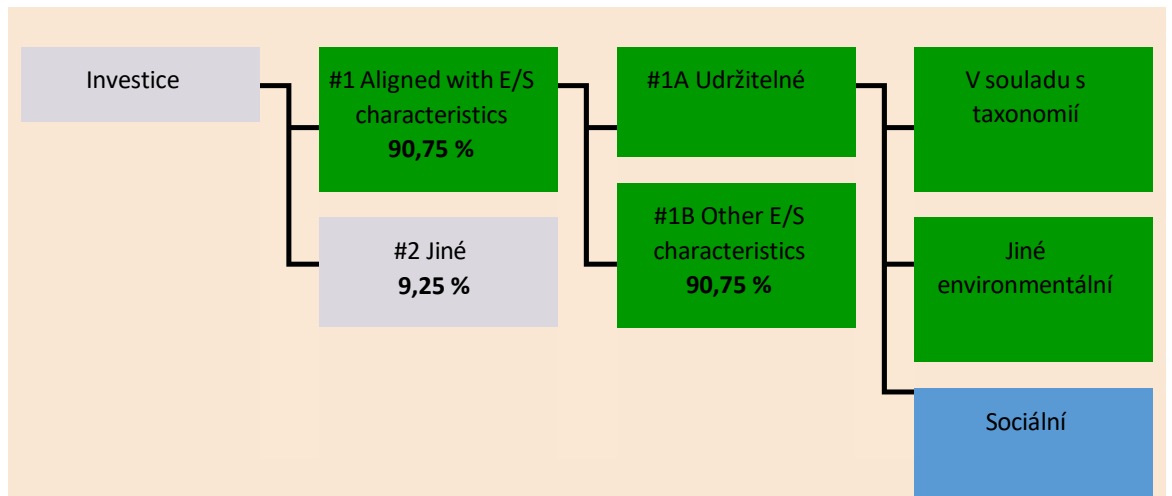 Investice
#1 Aligned with E/S
characteristics
90,75 %
#2 Jiné
9,25 %
#1A Udržitelné
#1B Other E/S
characteristics
90,75 %
V souladu s
taxonomií
Jiné
environmentální
Sociální